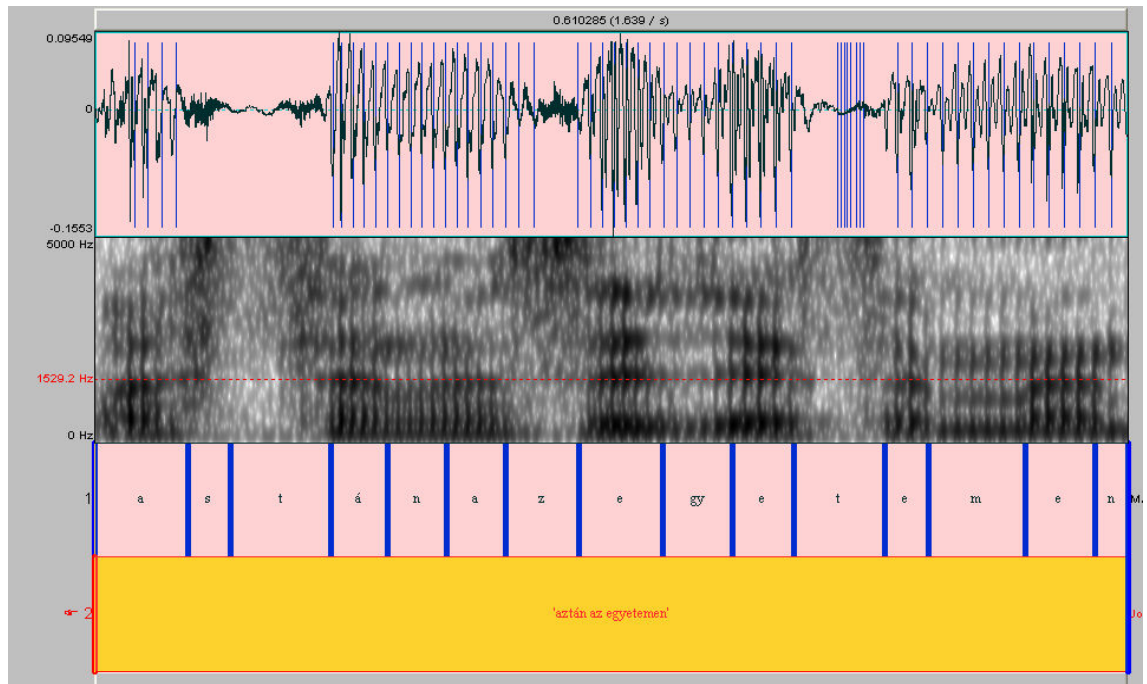 0.610285 (1.639 / s)
0.09549
0
-0.1553
5000 Hz
1529.2 Hz
0 Hz
1 a s t á n a z e gy e t e m e n M.
2 'aztán az egyetemen' Jo